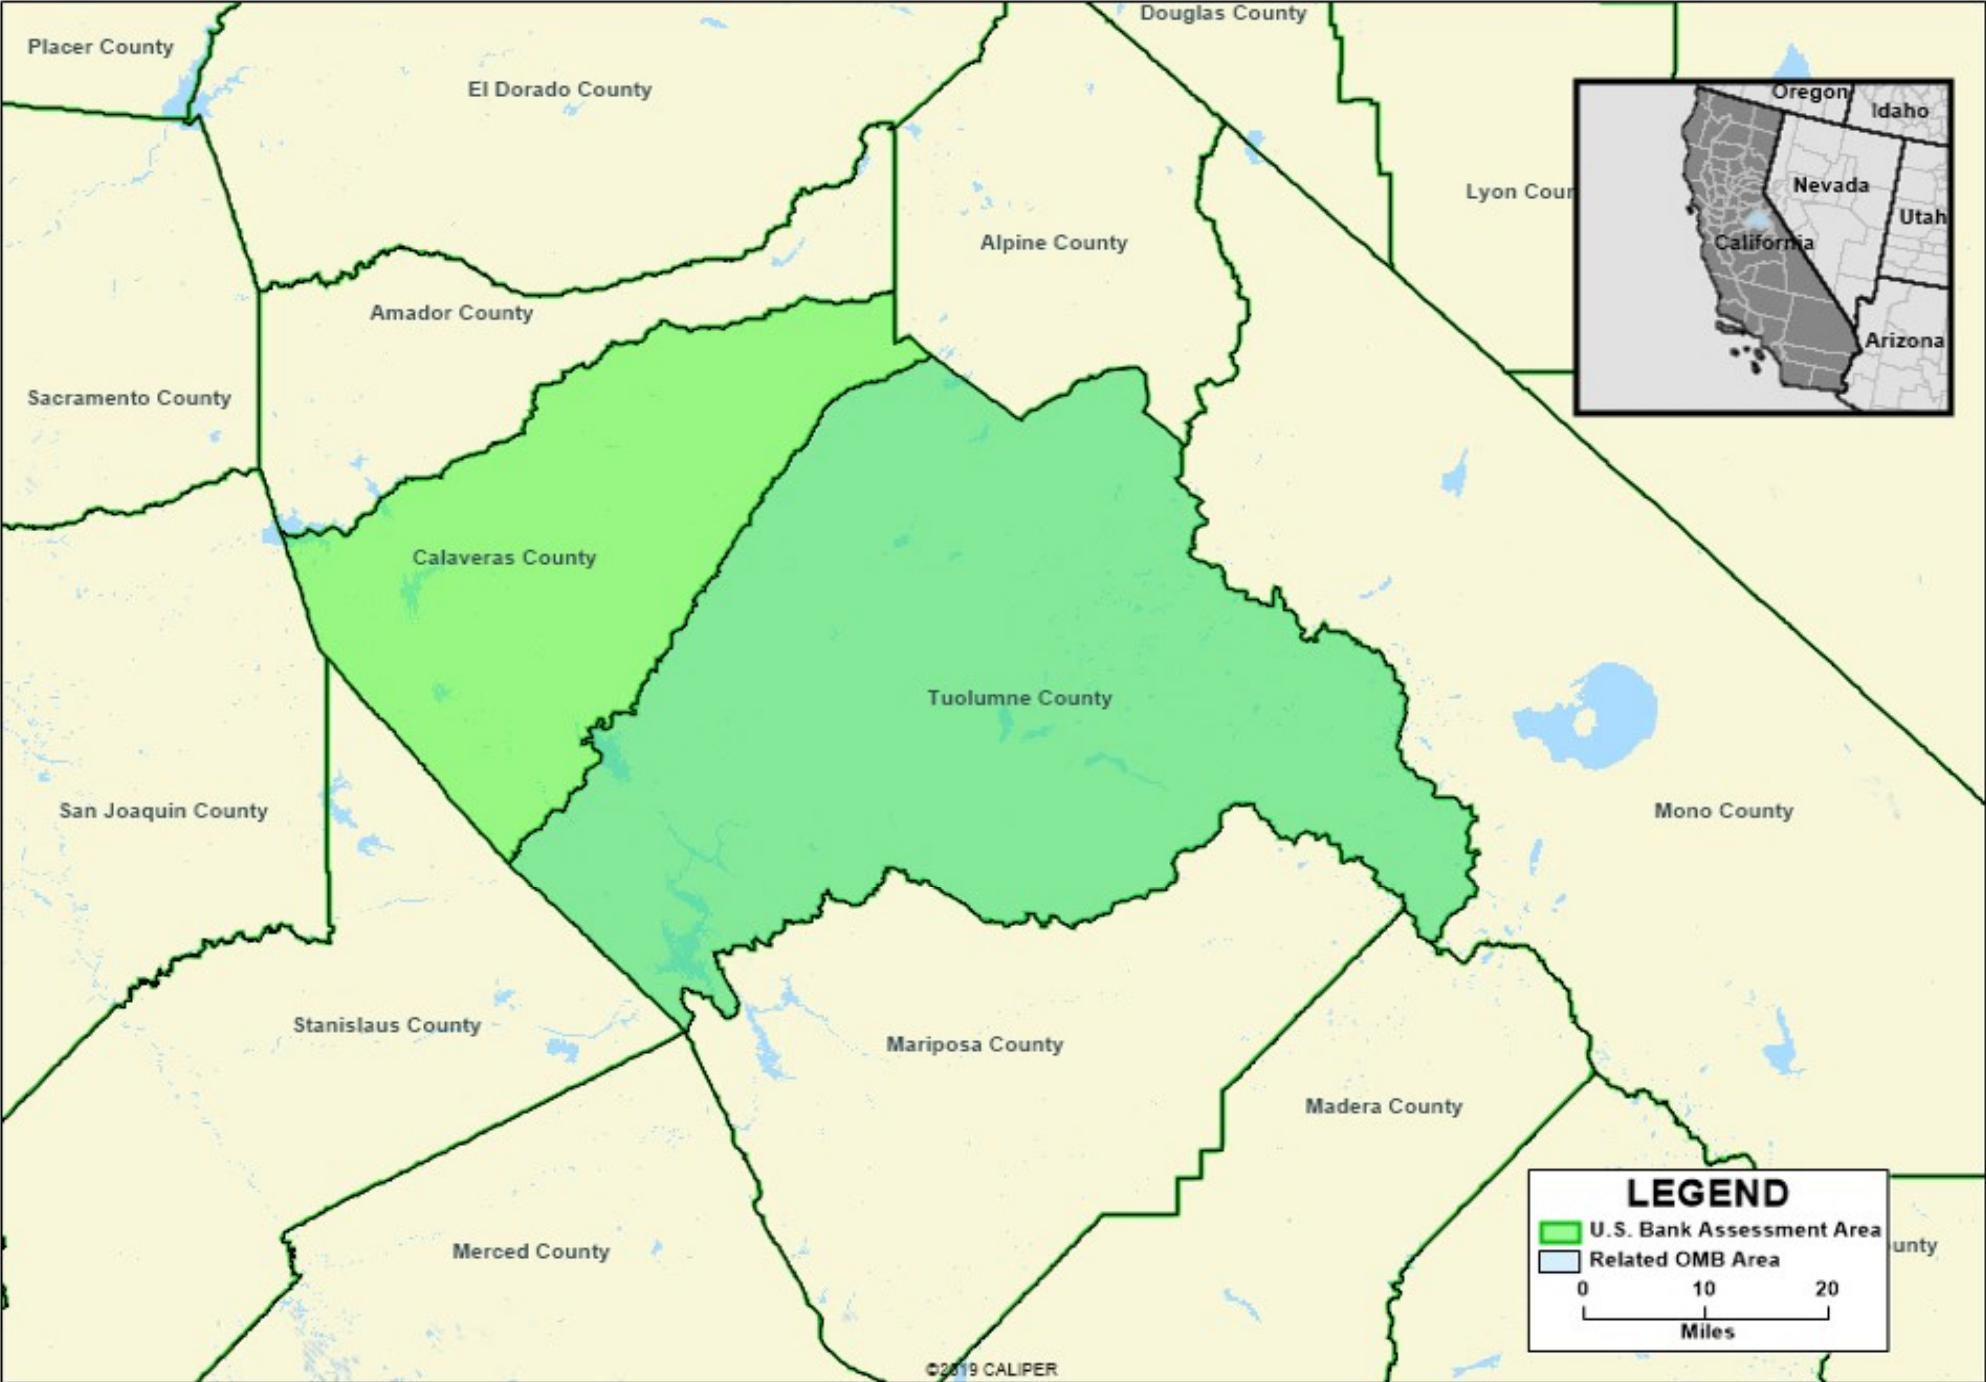 Douglas County
Placer County
El Dorado County
Oregon
Idaho
Nevada
Lyon Cour
Utah
Alpine County
California
Amador County
Arizona
Sacramento County
Calaveras County
Tuolumne County
San Joaquin County
Mono County
Stanislaus County
Mariposa County
Madera County
LEGEND
U.S. Bank Assessment Area
Related OMB Area
0 10 20
Miles
unty
Merced County
©2019 CALIPER